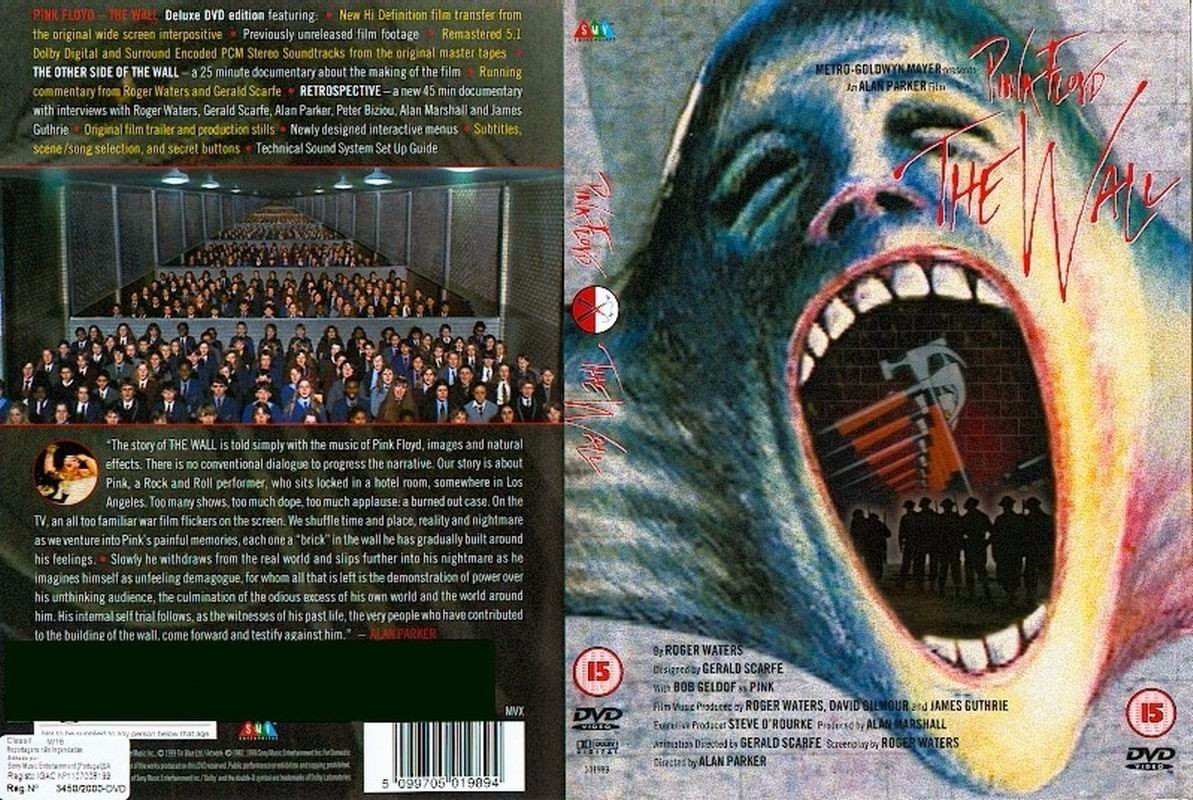 PINK FLOYD – THE WALL Deluxe DVD edition featuring: • New Hi Definition film transfer from
the original wide screen interpositive • Previously unreleased film footage • Remastered 5.1
Dolby Digital and Surround Encoded PCM Stereo Soundtracks from the original master tapes •
THE OTHER SIDE OF THE WALL – a 25 minute documentary about the making of the film • Running
commentary from Roger Waters and Gerald Scarfe • RETROSPECTIVE – a new 45 min documentary
with interviews with Roger Waters, Gerald Scarfe, Alan Parker, Peter Biziou, Alan Marshall and James
Guthrie • Original film trailer and production stills • Newly designed interactive menus • Subtitles,
scene/song selection, and secret buttons • Technical Sound System Set Up Guide
"The story of THE WALL is told simply with the music of Pink Floyd, images and natural
effects. There is no conventional dialogue to progress the narrative. Our story is about
Pink, a Rock and Roll performer, who sits locked in a hotel room, somewhere in Los
Angeles. Too many shows, too much dope, too much applause: a burned out case. On the
TV, an all too familiar war film flickers on the screen. We shuffle time and place, reality and nightmare
as we venture into Pink's painful memories, each one a "brick" in the wall he has gradually built around
his feelings. • Slowly he withdraws from the real world and slips further into his nightmare as he
imagines himself as unfeeling demagogue, for whom all that is left is the demonstration of power over
his unthinking audience, the culmination of the odious excess of his own world and the world around
him. His internal self trial follows, as the witnesses of his past life, the very people who have contributed
to the building of the wall, come forward and testify against him." – ALAN PARKER
MVX
SMV
Reg.Nº 3458/2000-DVD
5 099705 019894
PINK FLOYD
THE WALL
15
DVD
VIDEO
DOLBY
DIGITAL
SMV
METRO-GOLDWYN MAYER presents
An ALAN PARKER Film
PINK FLOYD
THE WALL
By ROGER WATERS
Designed by GERALD SCARFE
With BOB GELDOF as PINK
Film Music Produced by ROGER WATERS, DAVID GILMOUR and JAMES GUTHRIE
Executive Producer STEVE O'ROURKE Produced by ALAN MARSHALL
Animation Directed by GERALD SCARFE Screenplay by ROGER WATERS
Directed by ALAN PARKER
15
DVD
VIDEO